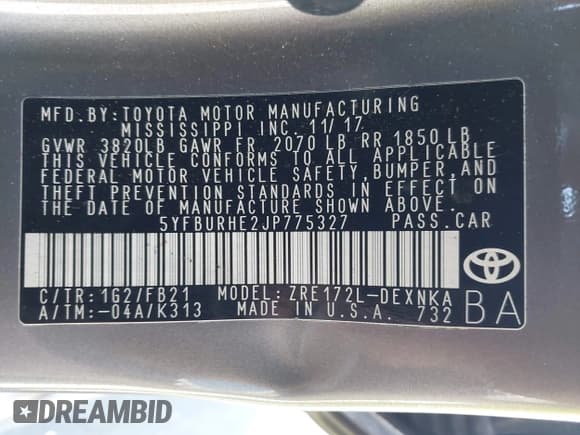 MFD.BY:TOYOTA MOTOR MANUFACTURING
MISSISSIPPI INC. 11/17
GVWR 3820LB GAWR FR 2070LB RR 1850LB
THIS VEHICLE CONFORMS TO ALL APPLICABLE
FEDERAL MOTOR VEHICLE SAFETY,BUMPER,AND
THEFT PREVENTION STANDARDS IN EFFECT ON
THE DATE OF MANUFACTURE SHOWN ABOVE.
5YFBURHE2JP775327 PASS.CAR
C/TR:1G2/FB21 MODEL:ZRE172L-DEXNKA
A/TM:-04A/K313 MADE IN U.S.A. 732
BA
DREAMBID